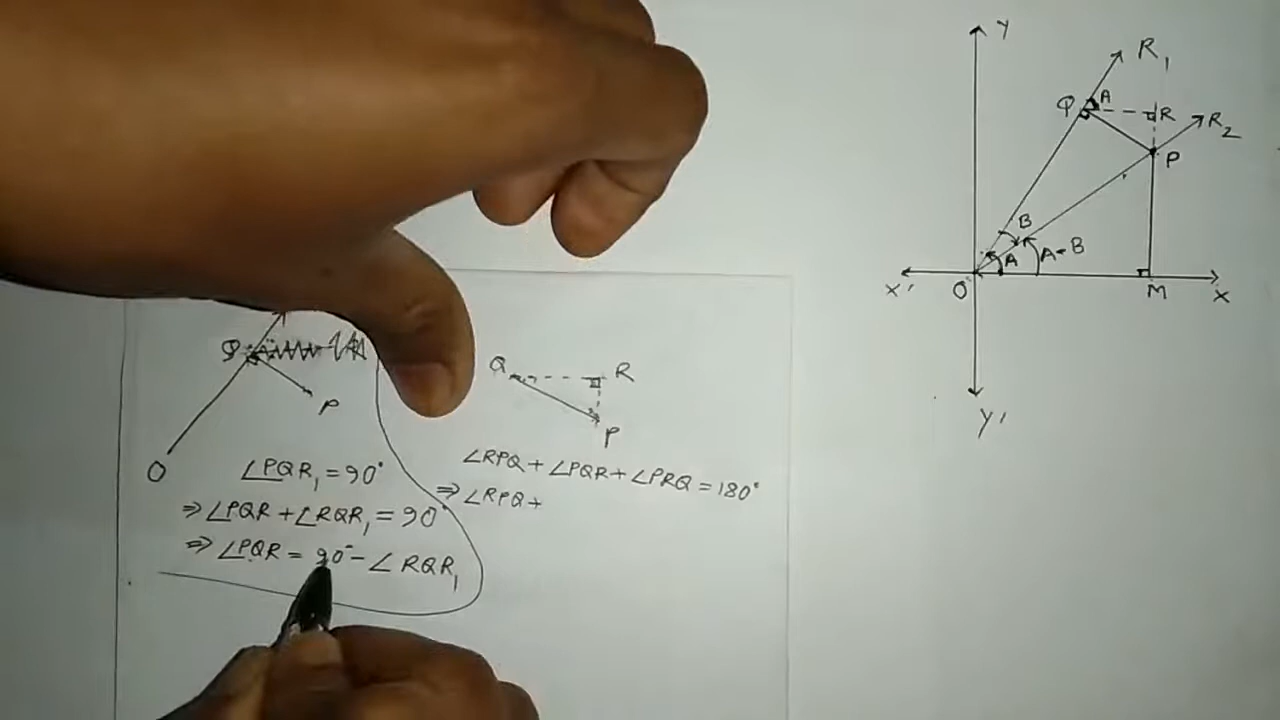 Y
R₁
Q A R
R₂
P
B
A A-B
X' O M X
Y'
Q
P
O
∠PQR₁ = 90°
⇒ ∠PQR + ∠RQR₁ = 90°
⇒ ∠PQR = 90° - ∠RQR₁
Q R
P
∠RPQ + ∠PQR + ∠PRQ = 180°
⇒ ∠RPQ +